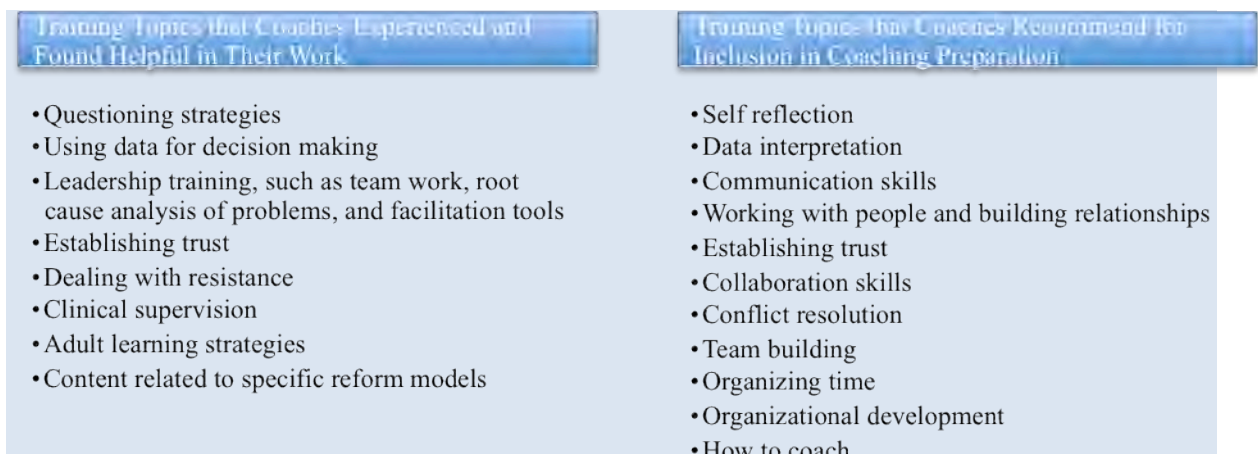 Training Topics that Coaches Experienced and
Found Helpful in Their Work
•Questioning strategies
•Using data for decision making
•Leadership training, such as team work, root
cause analysis of problems, and facilitation tools
•Establishing trust
•Dealing with resistance
•Clinical supervision
•Adult learning strategies
•Content related to specific reform models
Training Topics that Coaches Recommend for
Inclusion in Coaching Preparation
•Self reflection
•Data interpretation
•Communication skills
•Working with people and building relationships
•Establishing trust
•Collaboration skills
•Conflict resolution
•Team building
•Organizing time
•Organizational development
•How to coach